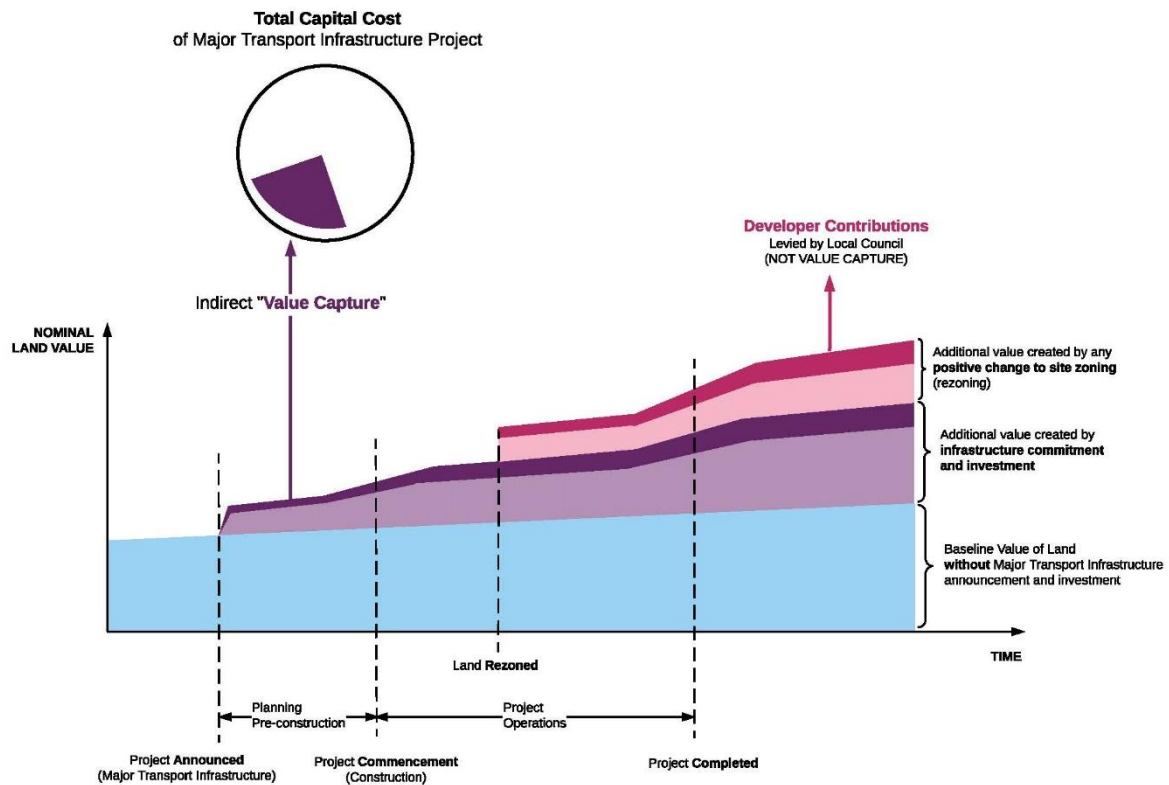 Total Capital Cost
of Major Transport Infrastructure Project
Developer Contributions
Levied by Local Council
(NOT VALUE CAPTURE)
Indirect "Value Capture"
NOMINAL
LAND VALUE
Additional value created by any
positive change to site zoning
(rezoning)
Additional value created by
infrastructure commitment
and investment
Baseline Value of Land
without Major Transport Infrastructure
announcement and investment
TIME
Land Rezoned
Planning
Pre-construction
Project
Operations
Project Announced
(Major Transport Infrastructure)
Project Commencement
(Construction)
Project Completed